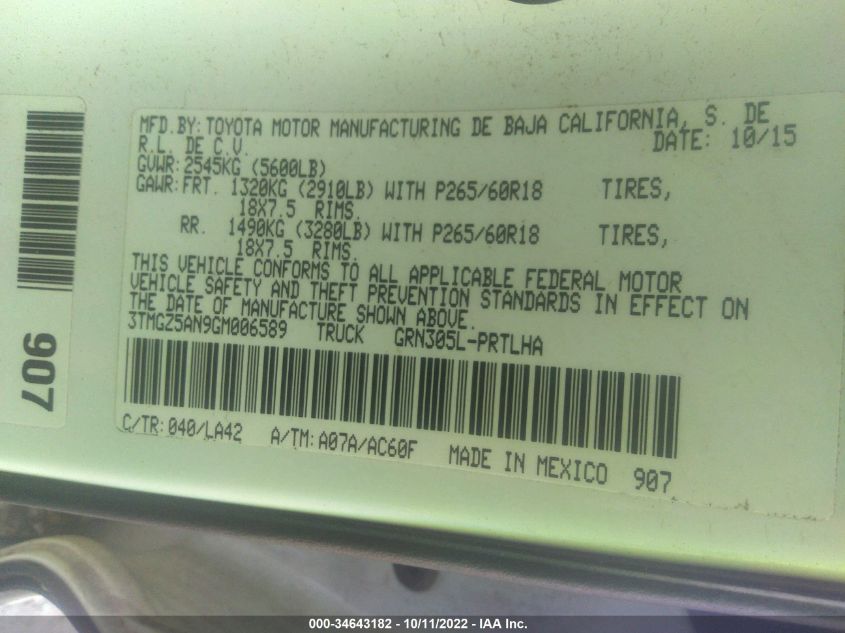 MFD.BY: TOYOTA MOTOR MANUFACTURING DE BAJA CALIFORNIA, S. DE
R.L. DE C.V. DATE: 10/15
GVWR: 2545KG (5600LB)
GAWR: FRT. 1320KG (2910LB) WITH P265/60R18 TIRES,
18X7.5 RIMS.
RR. 1490KG (3280LB) WITH P265/60R18 TIRES,
18X7.5 RIMS.
THIS VEHICLE CONFORMS TO ALL APPLICABLE FEDERAL MOTOR
VEHICLE SAFETY AND THEFT PREVENTION STANDARDS IN EFFECT ON
THE DATE OF MANUFACTURE SHOWN ABOVE.
3TMGZ5AN9GM006589 TRUCK GRN305L-PRTLHA
C/TR: 040/LA42 A/TM: A07A/AC60F MADE IN MEXICO 907
907
000-34643182 - 10/11/2022 - IAA Inc.